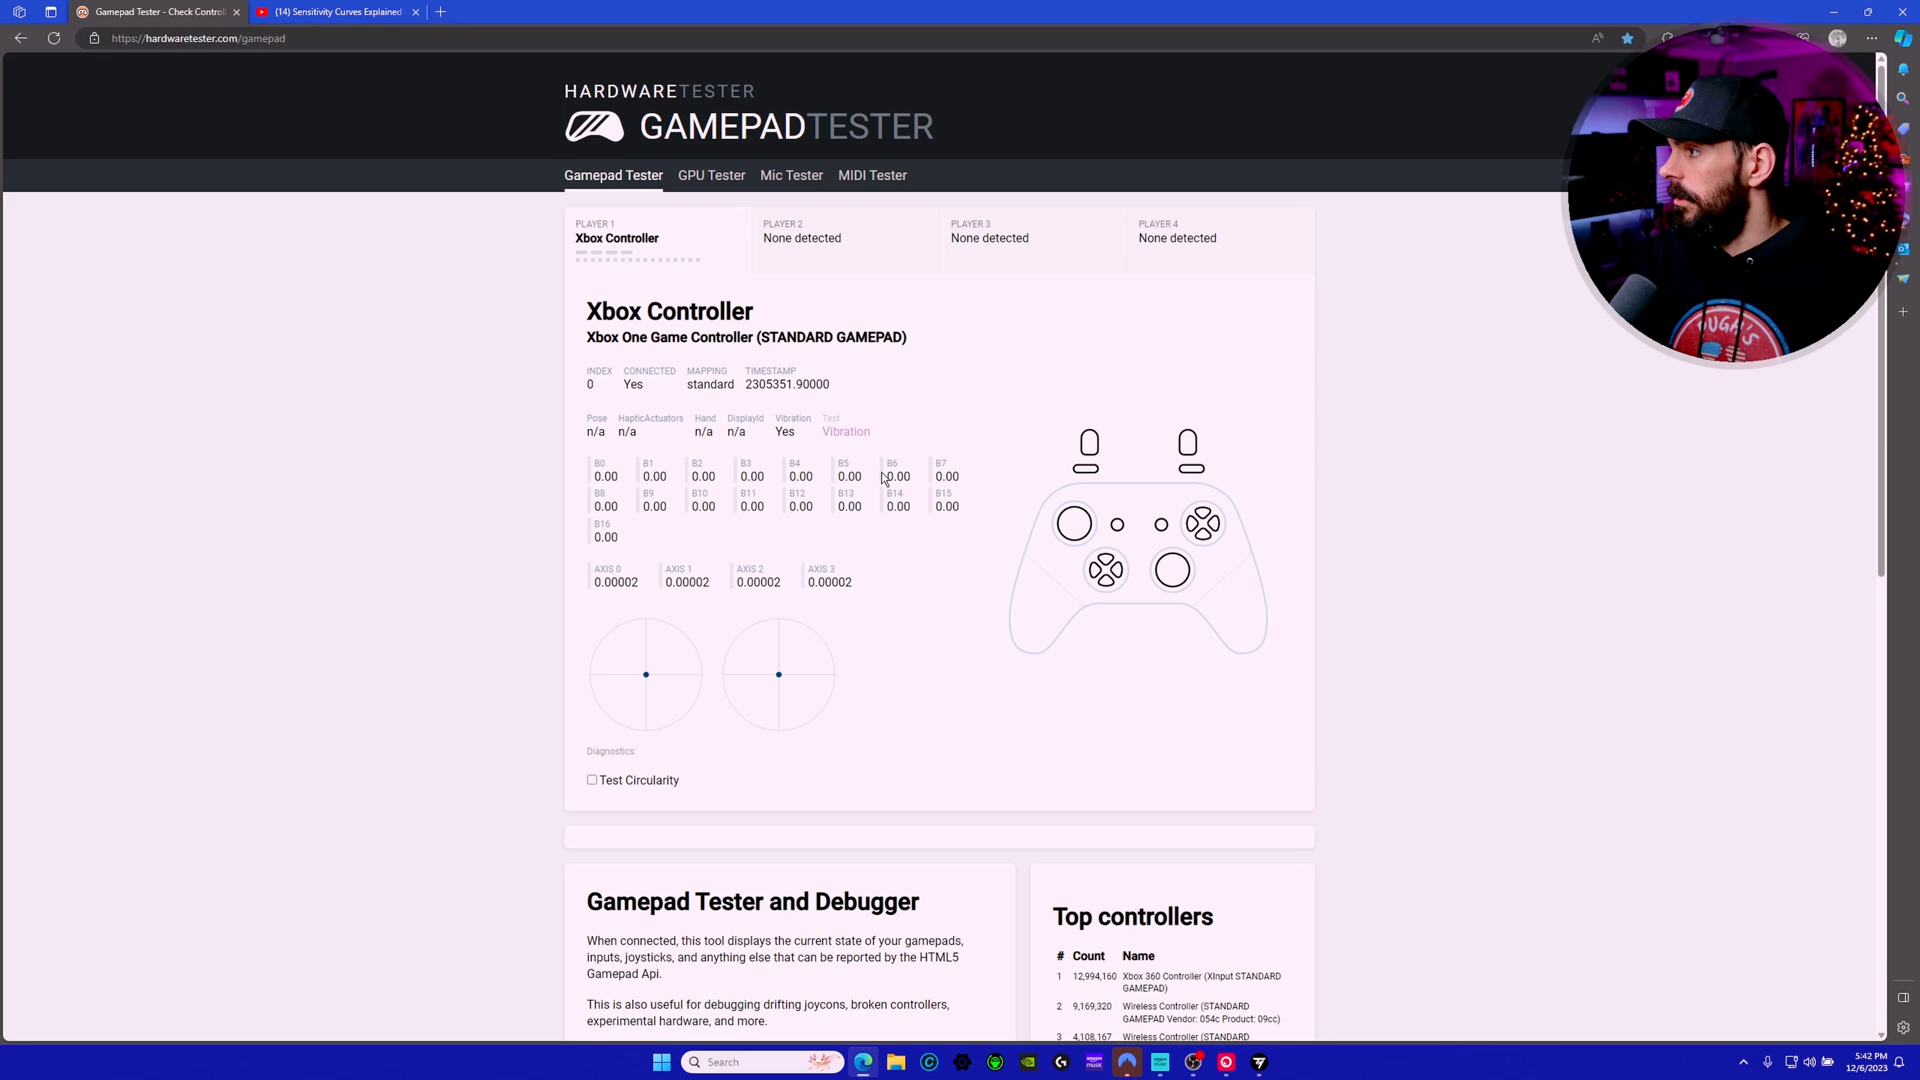 Gamepad Tester - Check Controll
(14) Sensitivity Curves Explained
https://hardwaretester.com/gamepad
HARDWARETESTER
GAMEPADTESTER
Gamepad Tester GPU Tester Mic Tester MIDI Tester
PLAYER 1 PLAYER 2 PLAYER 3 PLAYER 4
Xbox Controller None detected None detected None detected
Xbox Controller
Xbox One Game Controller (STANDARD GAMEPAD)
INDEX CONNECTED MAPPING TIMESTAMP
0 Yes standard 2305351.90000
Pose HapticActuators Hand DisplayId Vibration Test
n/a n/a n/a n/a Yes Vibration
B0 B1 B2 B3 B4 B5 B6 B7
0.00 0.00 0.00 0.00 0.00 0.00 0.00 0.00
B8 B9 B10 B11 B12 B13 B14 B15
0.00 0.00 0.00 0.00 0.00 0.00 0.00 0.00
B16
0.00
AXIS 0 AXIS 1 AXIS 2 AXIS 3
0.00002 0.00002 0.00002 0.00002
Diagnostics:
Test Circularity
Gamepad Tester and Debugger
When connected, this tool displays the current state of your gamepads,
inputs, joysticks, and anything else that can be reported by the HTML5
Gamepad Api.
This is also useful for debugging drifting joycons, broken controllers,
experimental hardware, and more.
Top controllers
# Count Name
1 12,994,160 Xbox 360 Controller (XInput STANDARD
GAMEPAD)
2 9,169,320 Wireless Controller (STANDARD
GAMEPAD Vendor: 054c Product: 09cc)
3 4,108,167 Wireless Controller (STANDARD
PUGA'S
Search
amazon
music
5:42 PM
12/6/2023